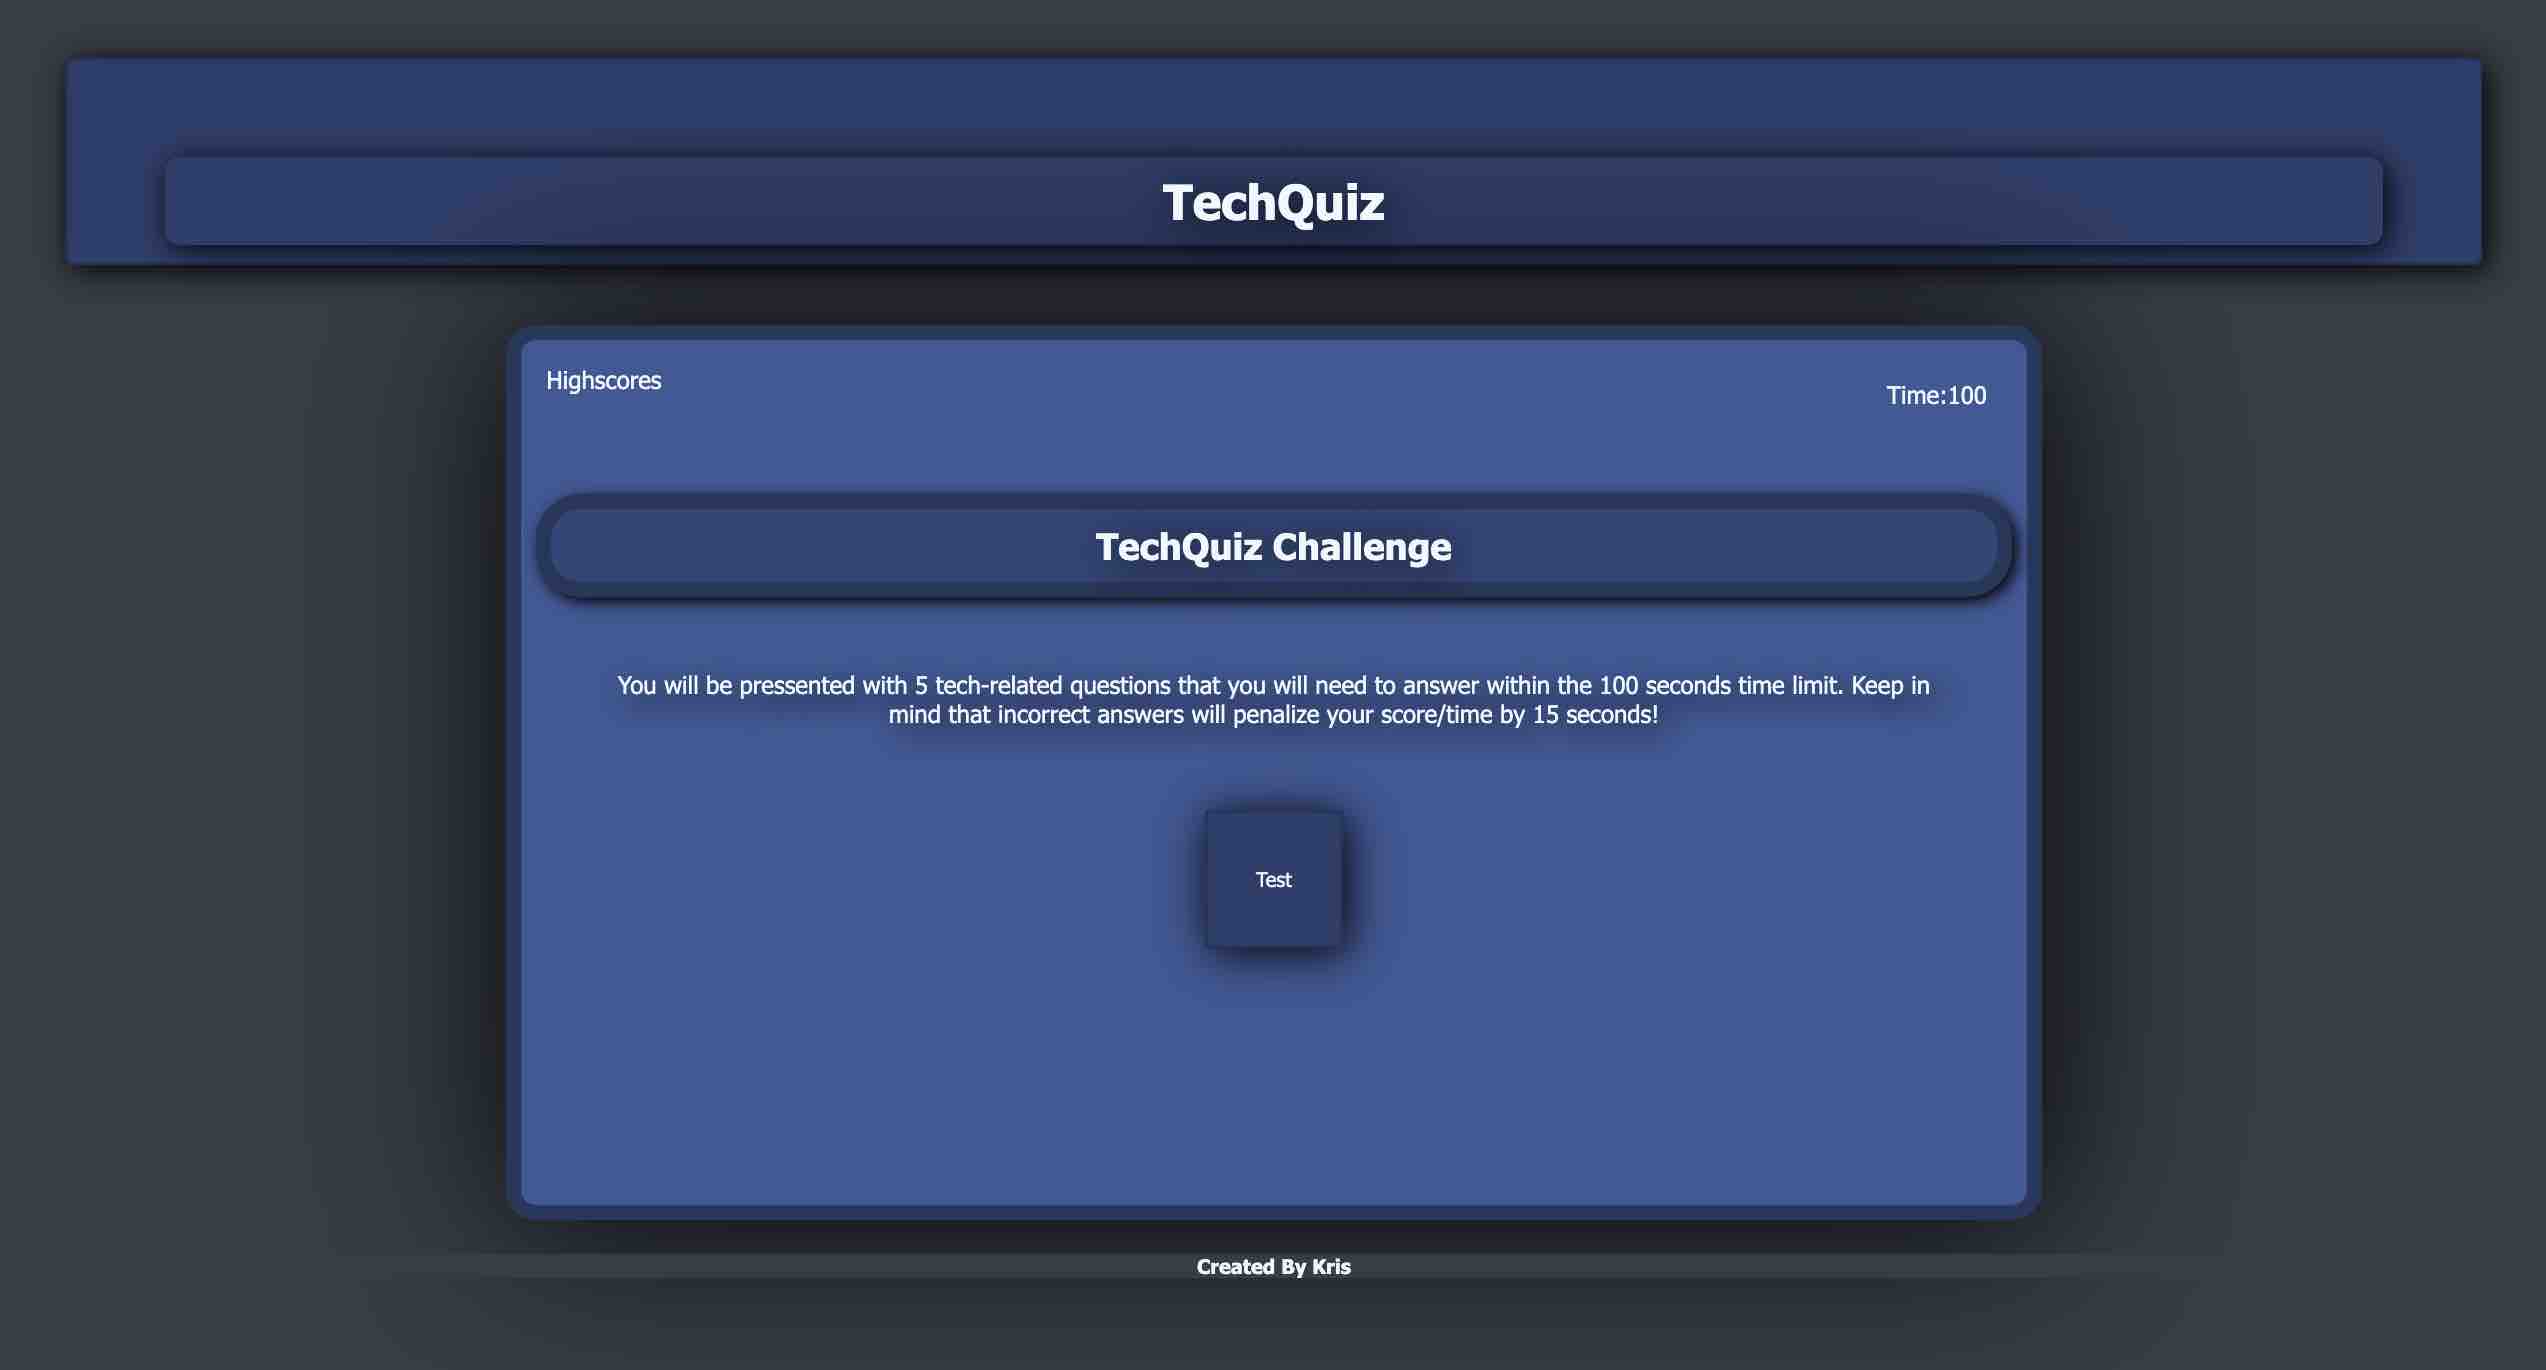 TechQuiz
Highscores
Time:100
TechQuiz Challenge
You will be pressented with 5 tech-related questions that you will need to answer within the 100 seconds time limit. Keep in
mind that incorrect answers will penalize your score/time by 15 seconds!
Test
Created By Kris